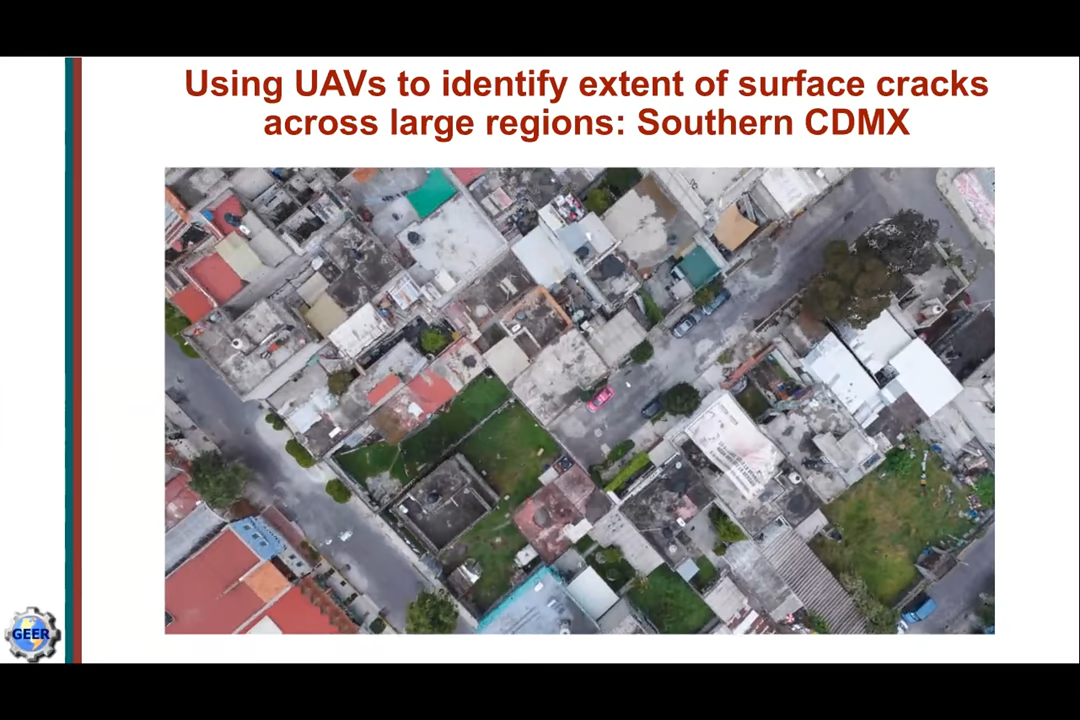 Using UAVs to identify extent of surface cracks
across large regions: Southern CDMX
GEER